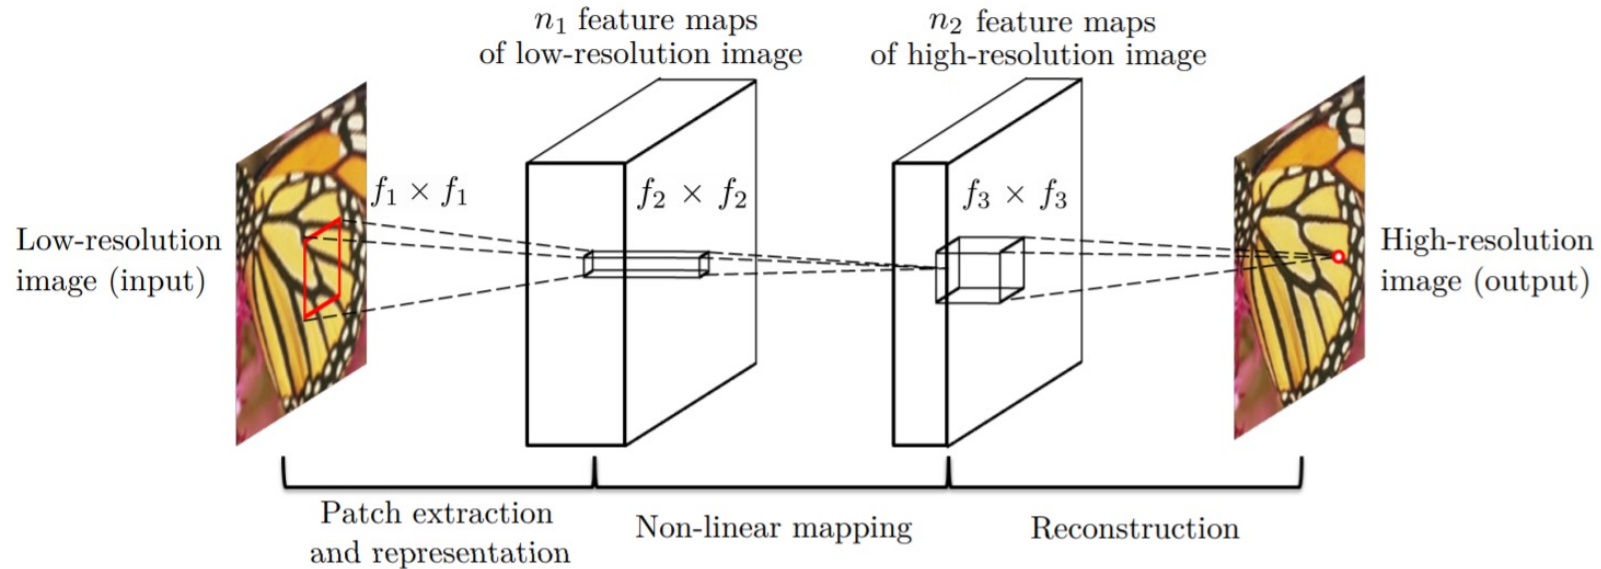 n₁ feature maps
of low-resolution image
n₂ feature maps
of high-resolution image
f₁ × f₁
f₂ × f₂
f₃ × f₃
Low-resolution
image (input)
High-resolution
image (output)
Patch extraction
and representation
Non-linear mapping
Reconstruction